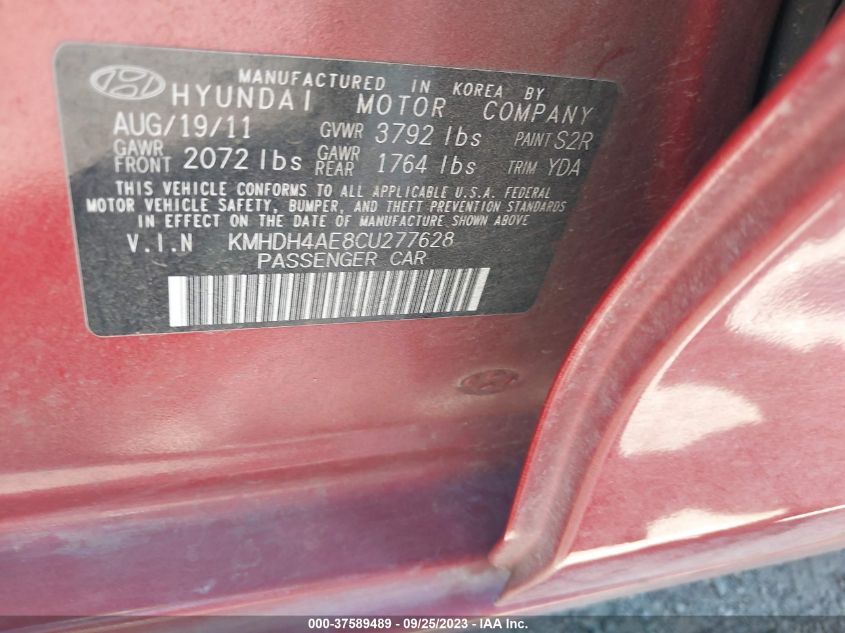 MANUFACTURED IN KOREA BY
HYUNDAI MOTOR COMPANY
AUG/19/11 GVWR 3792 lbs PAINT S2R
GAWR FRONT 2072 lbs GAWR REAR 1764 lbs TRIM YDA
THIS VEHICLE CONFORMS TO ALL APPLICABLE U.S.A. FEDERAL
MOTOR VEHICLE SAFETY, BUMPER, AND THEFT PREVENTION STANDARDS
IN EFFECT ON THE DATE OF MANUFACTURE SHOWN ABOVE
V.I.N KMHDH4AE8CU277628
PASSENGER CAR
000-37589489 - 09/25/2023 - IAA Inc.